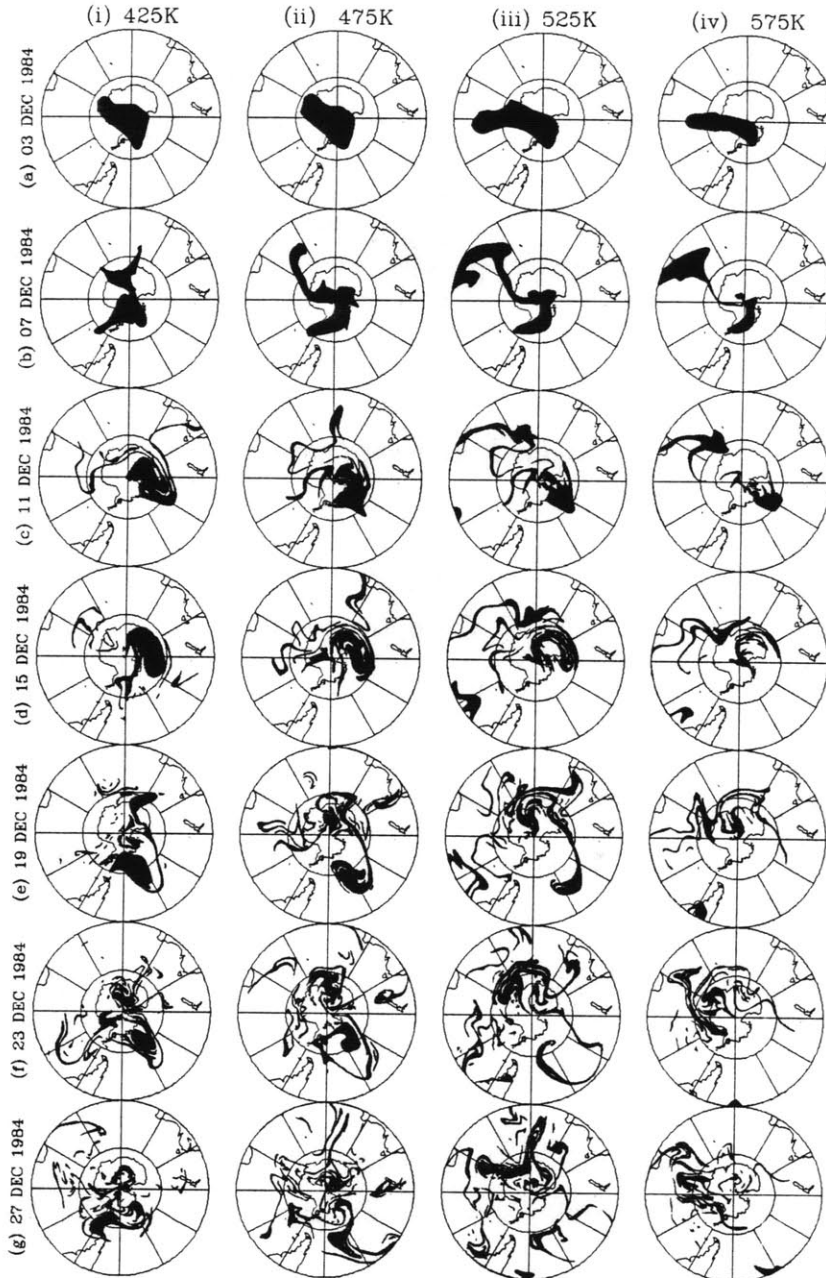 (i) 425K (ii) 475K (iii) 525K (iv) 575K
(a) 03 DEC 1984
(b) 07 DEC 1984
(c) 11 DEC 1984
(d) 15 DEC 1984
(e) 19 DEC 1984
(f) 23 DEC 1984
(g) 27 DEC 1984